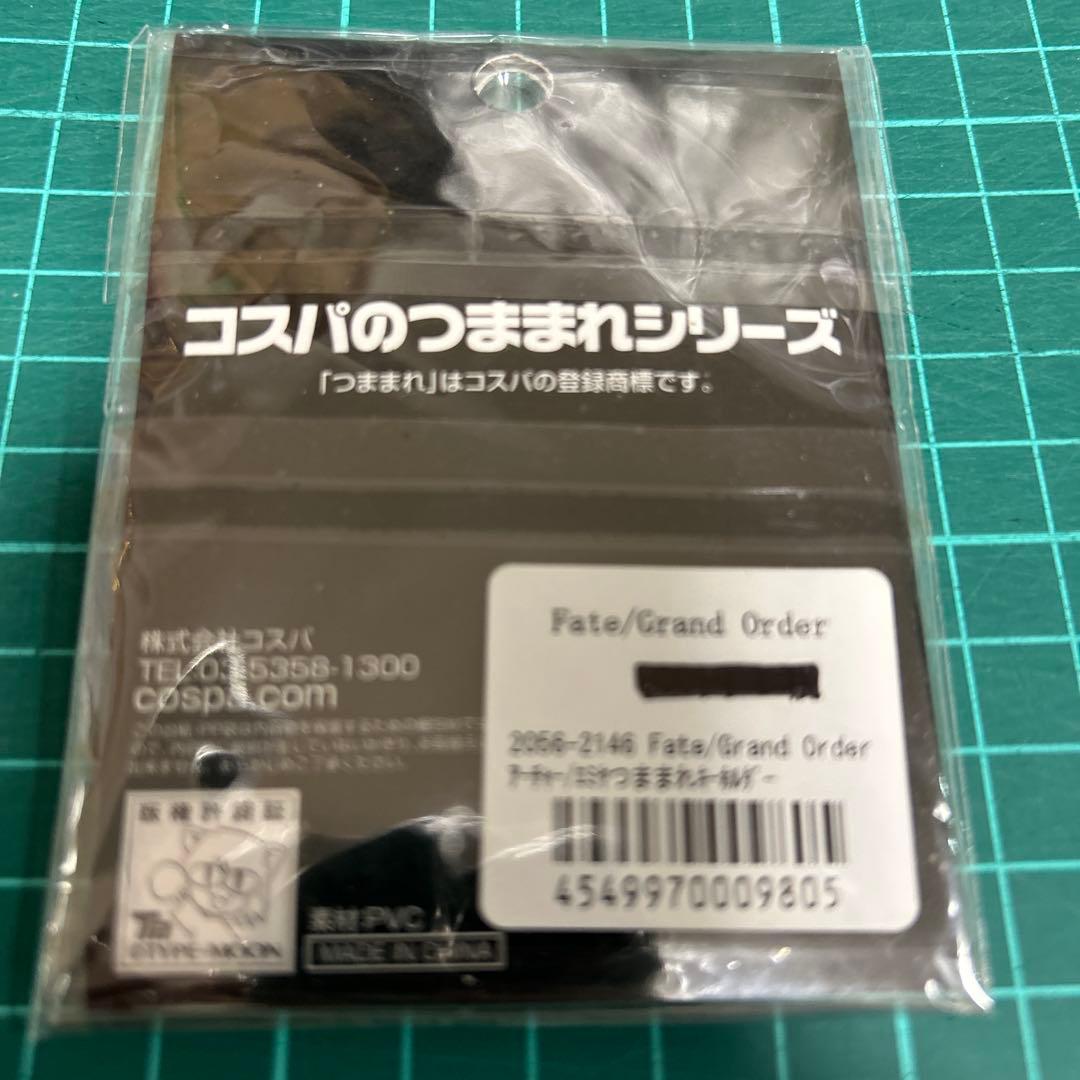 コスパのつままれシリーズ
「つままれ」はコスパの登録商標です。
株式会社コスパ
TEL:03-5358-1300
cospa.com
版権許諾証
©TYPE-MOON
素材:PVC
MADE IN CHINA
Fate/Grand Order
2056-2146 Fate/Grand Order
ｱｰﾁｬｰ/ｴﾐﾔつままれｷｰﾎﾙﾀﾞｰ
4549970009805